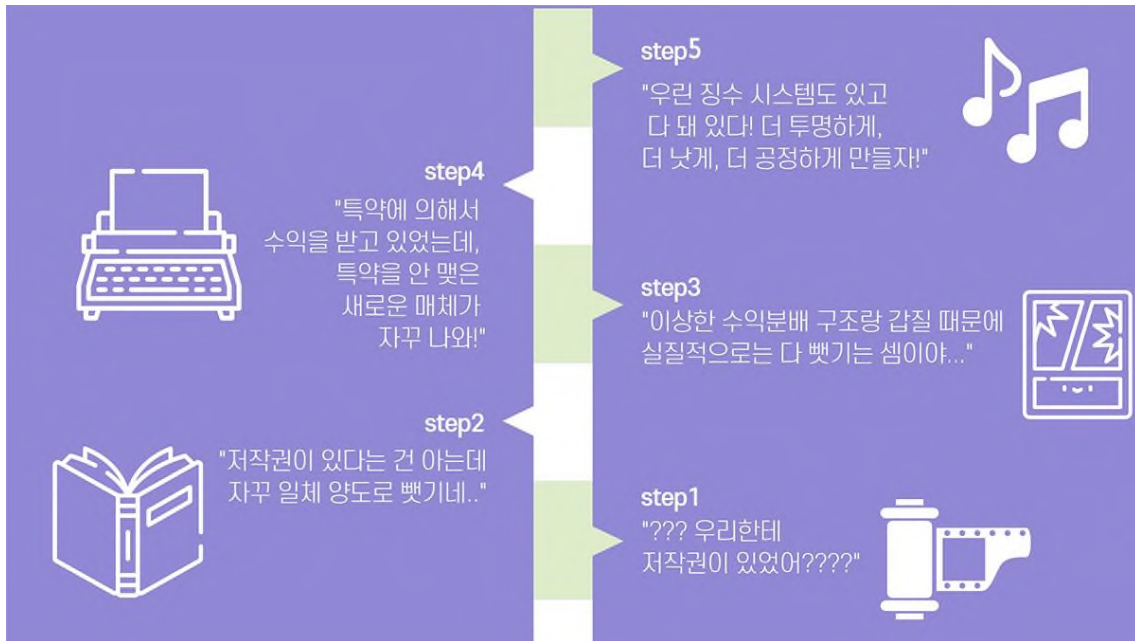 step5
"우린 징수 시스템도 있고
다 돼 있다! 더 투명하게,
더 낫게, 더 공정하게 만들자!"
step4
"특약에 의해서
수익을 받고 있었는데,
특약을 안 맺은
새로운 매체가
자꾸 나와!"
step3
"이상한 수익분배 구조랑 갑질 때문에
실질적으로는 다 뺏기는 셈이야..."
step2
"저작권이 있다는 건 아는데
자꾸 일체 양도로 뺏기네.."
step1
"??? 우리한테
저작권이 있었어????"